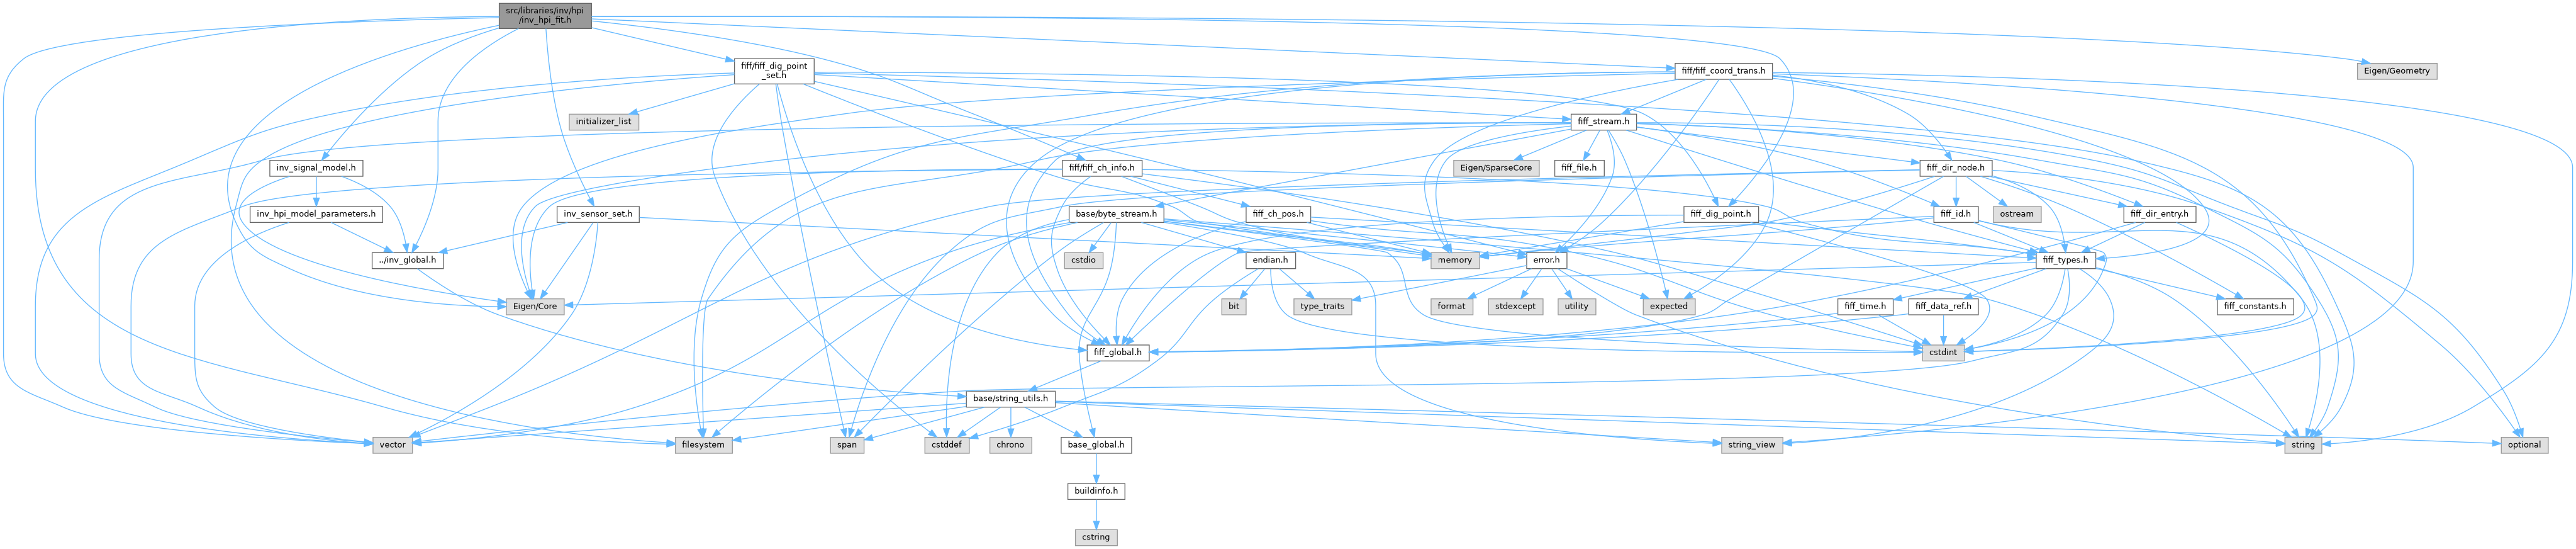 src/libraries/inv/hpi
/inv_hpi_fit.h
fiff/fiff_dig_point
_set.h
fiff/fiff_coord_trans.h
Eigen/Geometry
initializer_list
fiff_stream.h
inv_signal_model.h
fiff/fiff_ch_info.h
Eigen/SparseCore
fiff_file.h
fiff_dir_node.h
inv_hpi_model_parameters.h
inv_sensor_set.h
base/byte_stream.h
fiff_ch_pos.h
fiff_dig_point.h
fiff_id.h
ostream
fiff_dir_entry.h
../inv_global.h
cstdio
endian.h
memory
error.h
fiff_types.h
Eigen/Core
bit
type_traits
format
stdexcept
utility
expected
fiff_time.h
fiff_data_ref.h
fiff_constants.h
fiff_global.h
cstdint
base/string_utils.h
vector
filesystem
span
cstddef
chrono
base_global.h
string_view
string
optional
buildinfo.h
cstring